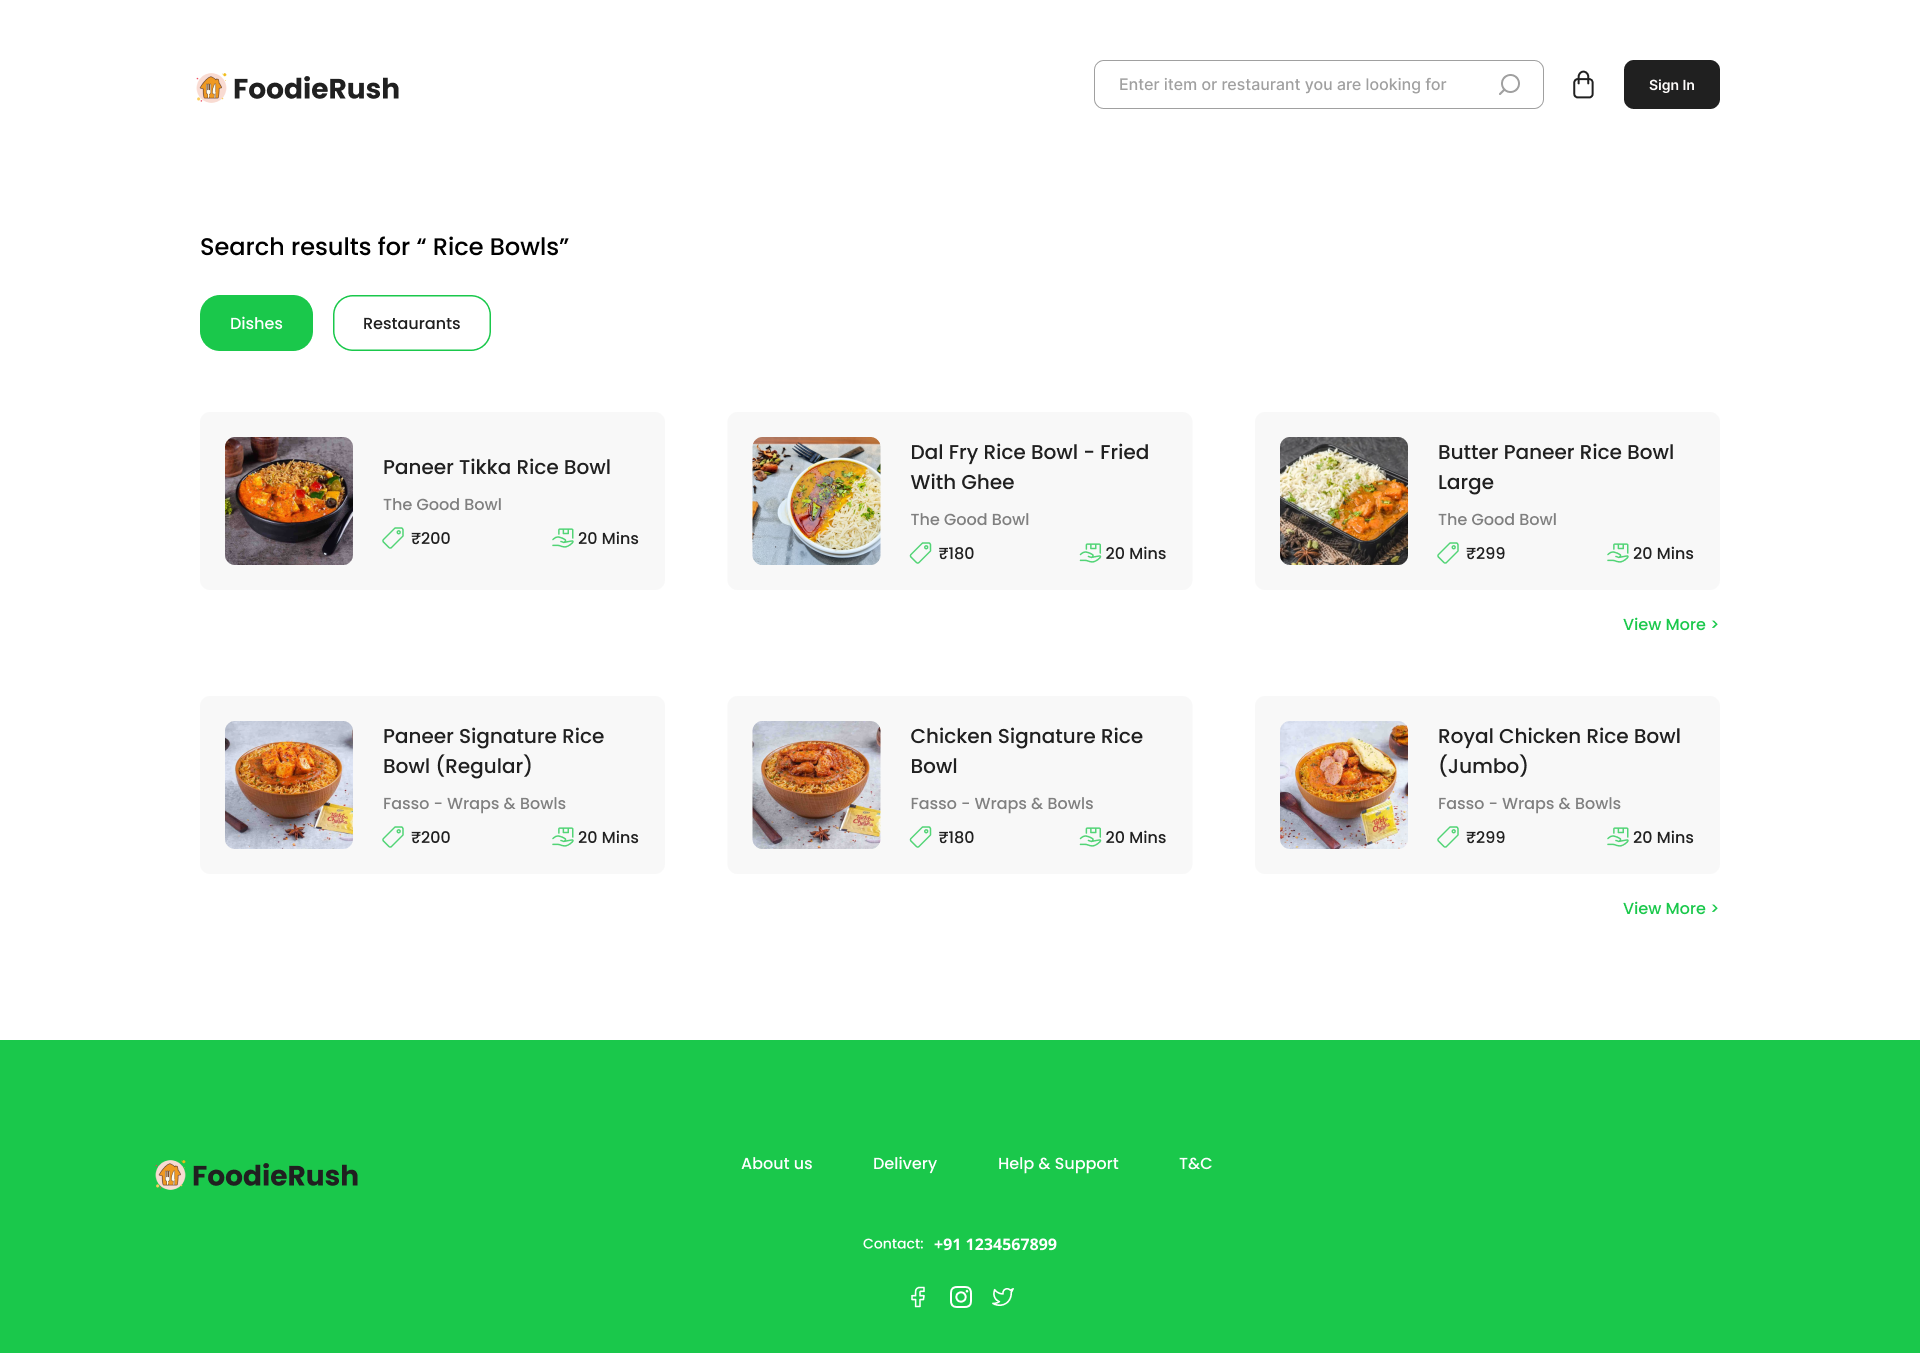 FoodieRush
Enter item or restaurant you are looking for
Sign In
Search results for “ Rice Bowls”
Dishes
Restaurants
Paneer Tikka Rice Bowl
The Good Bowl
₹200
20 Mins
Dal Fry Rice Bowl - Fried
With Ghee
The Good Bowl
₹180
20 Mins
Butter Paneer Rice Bowl
Large
The Good Bowl
₹299
20 Mins
View More >
Paneer Signature Rice
Bowl (Regular)
Fasso - Wraps & Bowls
₹200
20 Mins
Chicken Signature Rice
Bowl
Fasso - Wraps & Bowls
₹180
20 Mins
Royal Chicken Rice Bowl
(Jumbo)
Fasso - Wraps & Bowls
₹299
20 Mins
View More >
FoodieRush
About us
Delivery
Help & Support
T&C
Contact: +91 1234567899